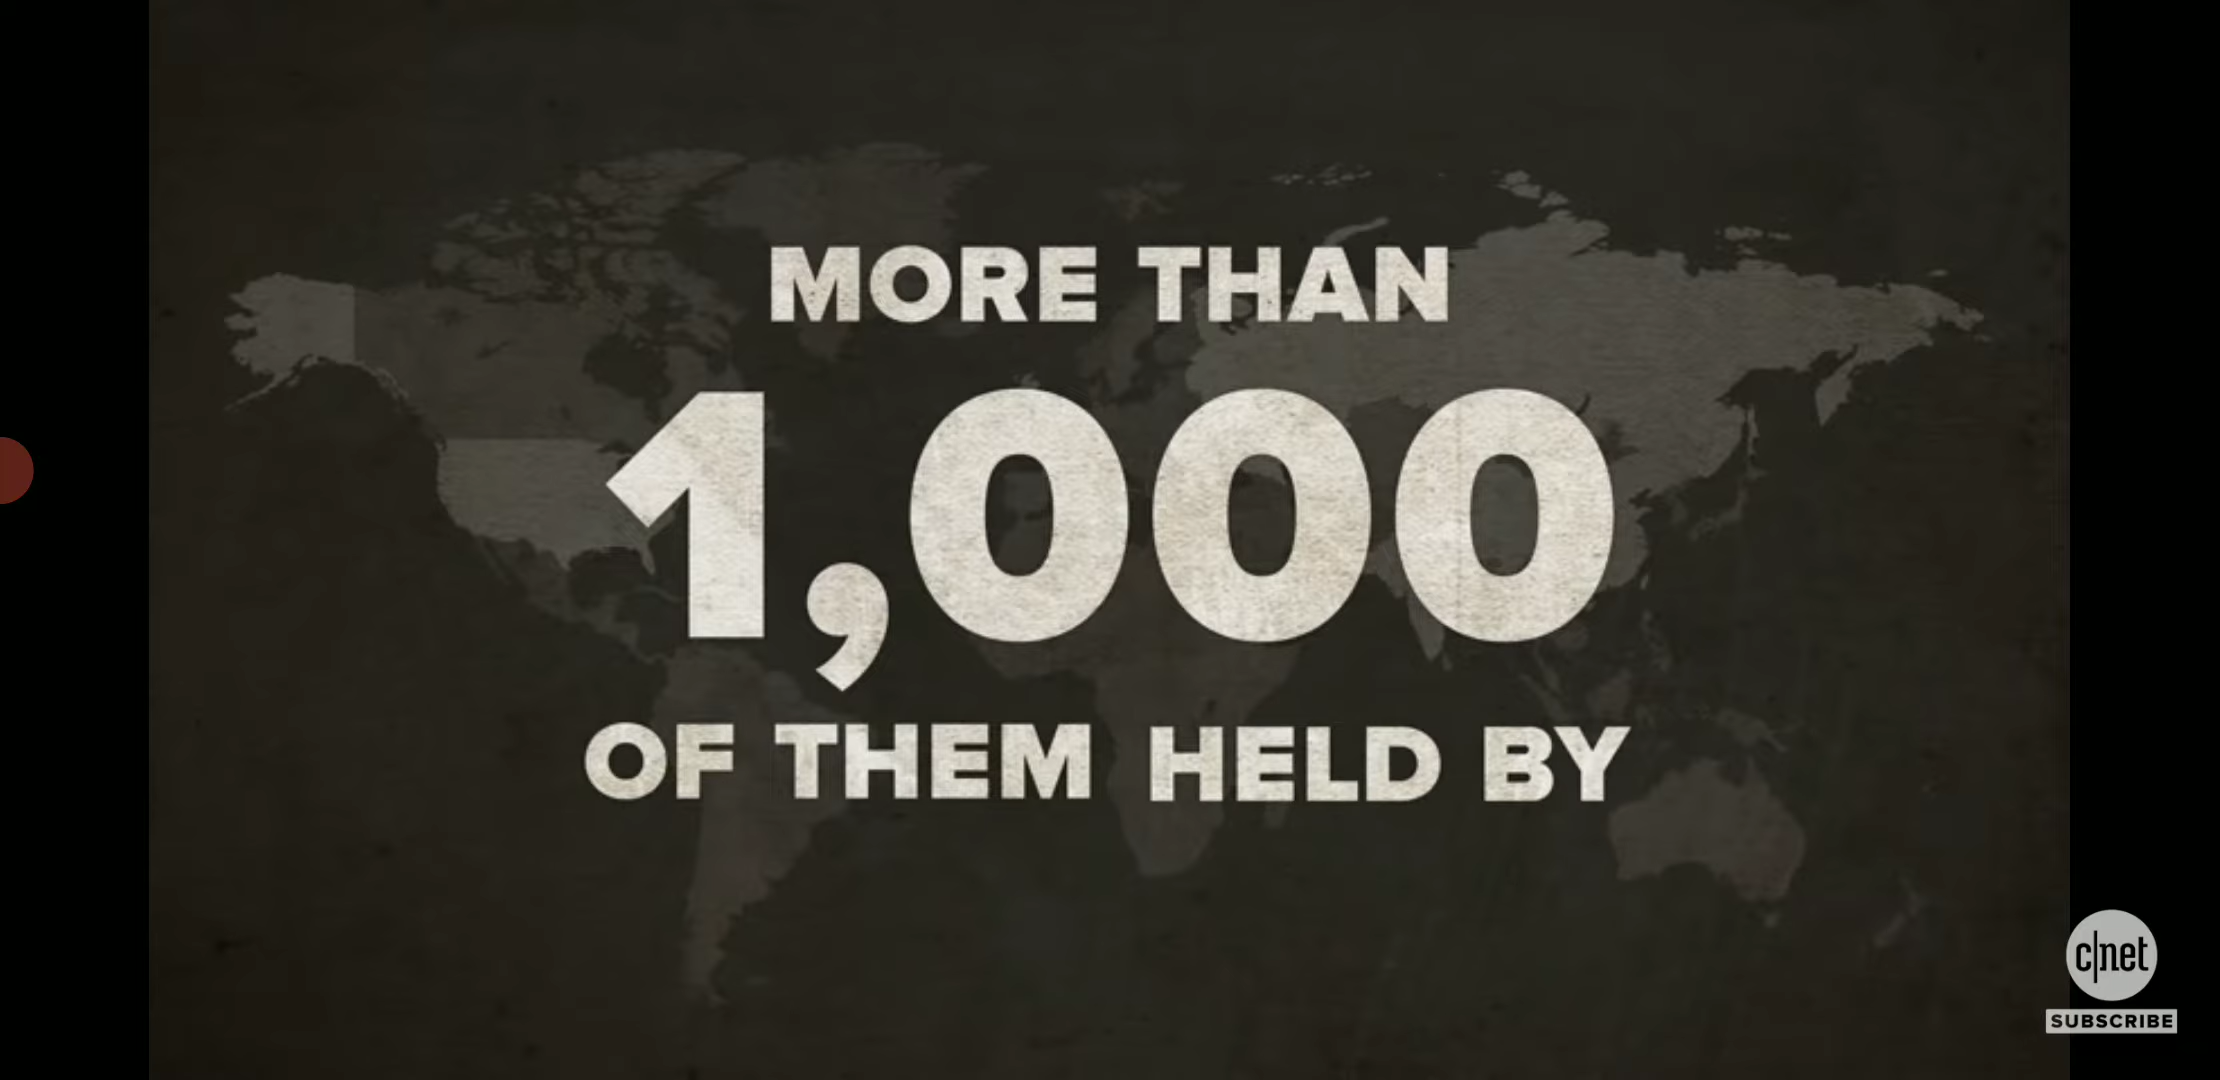 MORE THAN
1,000
OF THEM HELD BY
c|net
SUBSCRIBE